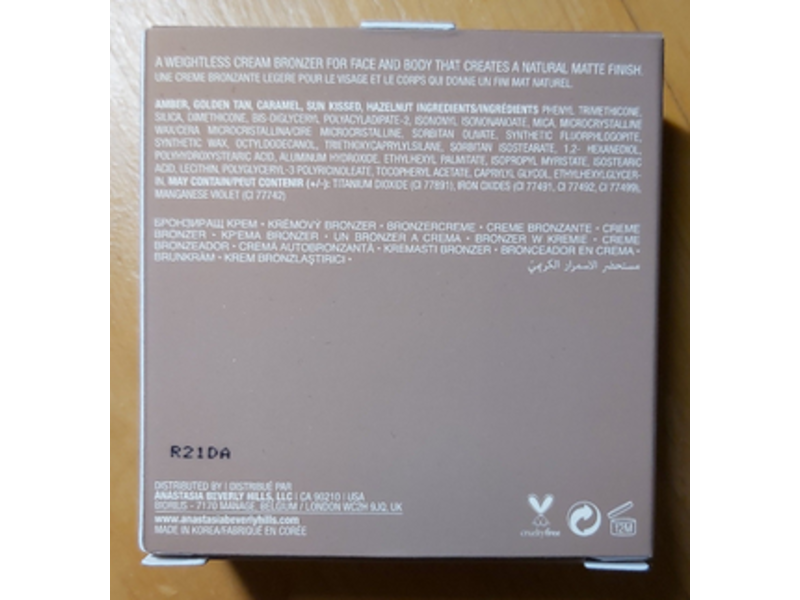 A WEIGHTLESS CREAM BRONZER FOR FACE AND BODY THAT CREATES A NATURAL MATTE FINISH.
UNE CREME BRONZANTE LEGERE POUR LE VISAGE ET LE CORPS QUI DONNE UN FINI MAT NATUREL.
AMBER, GOLDEN TAN, CARAMEL, SUN KISSED, HAZELNUT INGREDIENTS/INGRÉDIENTS PHENYL TRIMETHICONE,
SILICA, DIMETHICONE, BIS-DIGLYCERYL POLYACYLADIPATE-2, ISONONYL ISONONANOATE, MICA, MICROCRYSTALLINE
WAX/CERA MICROCRISTALLINA/CIRE MICROCRISTALLINE, SORBITAN OLIVATE, SYNTHETIC FLUORPHLOGOPITE,
SYNTHETIC WAX, OCTYLDODECANOL, TRIETHOXYCAPRYLYLSILANE, SORBITAN ISOSTEARATE, 1,2- HEXANEDIOL,
POLYHYDROXYSTEARIC ACID, ALUMINUM HYDROXIDE, ETHYLHEXYL PALMITATE, ISOPROPYL MYRISTATE, ISOSTEARIC
ACID, LECITHIN, POLYGLYCERYL-3 POLYRICINOLEATE, TOCOPHERYL ACETATE, CAPRYLYL GLYCOL, ETHYLHEXYLGLYCER-
IN. MAY CONTAIN/PEUT CONTENIR (+/-): TITANIUM DIOXIDE (CI 77891), IRON OXIDES (CI 77491, CI 77492, CI 77499),
MANGANESE VIOLET (CI 77742)
БРОНЗИРАЩ КРЕМ • KRÉMOVÝ BRONZER • BRONZERCREME • CREME BRONZANTE • CREME
BRONZER • KP'EMA BRONZER • UN BRONZER A CREMA • BRONZER W KREMIE • CREME
BRONZEADOR • CREMĂ AUTOBRONZANTĂ • KREMASTI BRONZER • BRONCEADOR EN CREMA •
BRUNKRÄM • KREM BRONZLAŞTIRICI •
مستحضر الاسمرار الكريميّ
R21DA
DISTRIBUTED BY | DISTRIBUÉ PAR
ANASTASIA BEVERLY HILLS, LLC | CA 90210 | USA
BIORIUS - 7170 MANAGE, BELGIUM / LONDON WC2H 9JQ, UK
www.anastasiabeverlyhills.com
MADE IN KOREA/FABRIQUÉ EN CORÉE
crueltyfree
12M